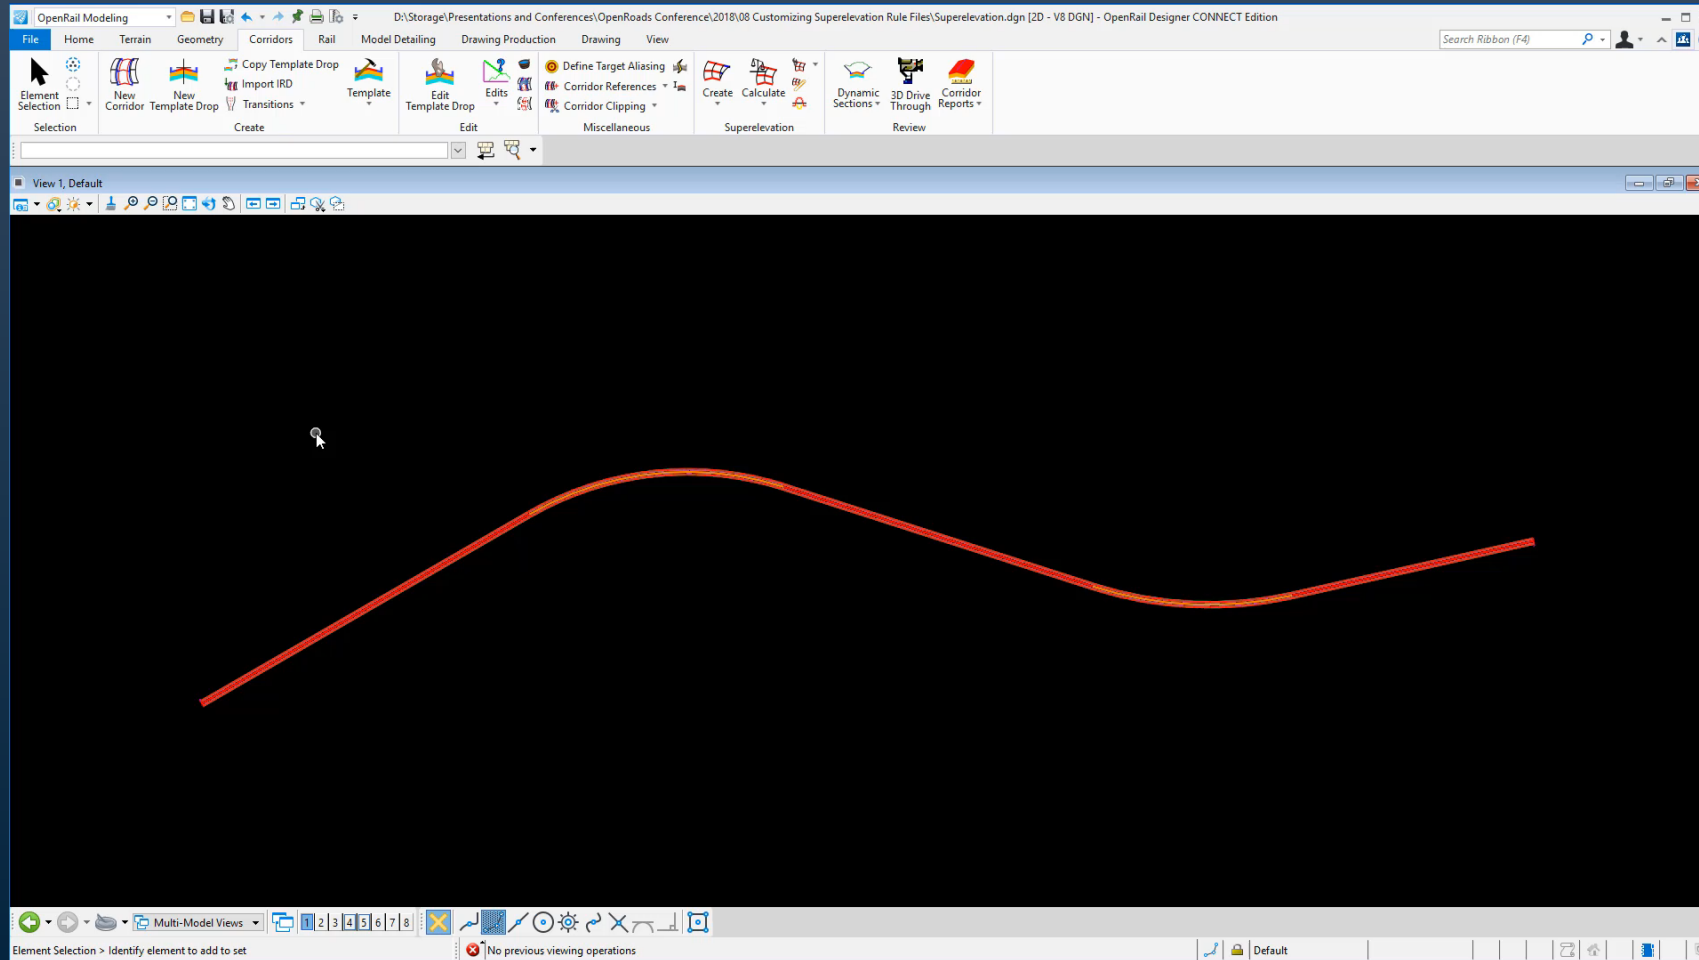 OpenRail Modeling
D:\Storage\Presentations and Conferences\OpenRoads Conference\2018\08 Customizing Superelevation Rule Files\Superelevation.dgn [2D - V8 DGN] - OpenRail Designer CONNECT Edition
File Home Terrain Geometry Corridors Rail Model Detailing Drawing Production Drawing View
Search Ribbon (F4)
Element Selection
Selection
New Corridor
New Template Drop
Copy Template Drop
Import IRD
Transitions
Template
Create
Edit Template Drop
Edits
Edit
Define Target Aliasing
Corridor References
Corridor Clipping
Miscellaneous
Create
Calculate
Superelevation
Dynamic Sections
3D Drive Through
Corridor Reports
Review
View 1, Default
Multi-Model Views
1 2 3 4 5 6 7 8
Element Selection > Identify element to add to set
No previous viewing operations
Default